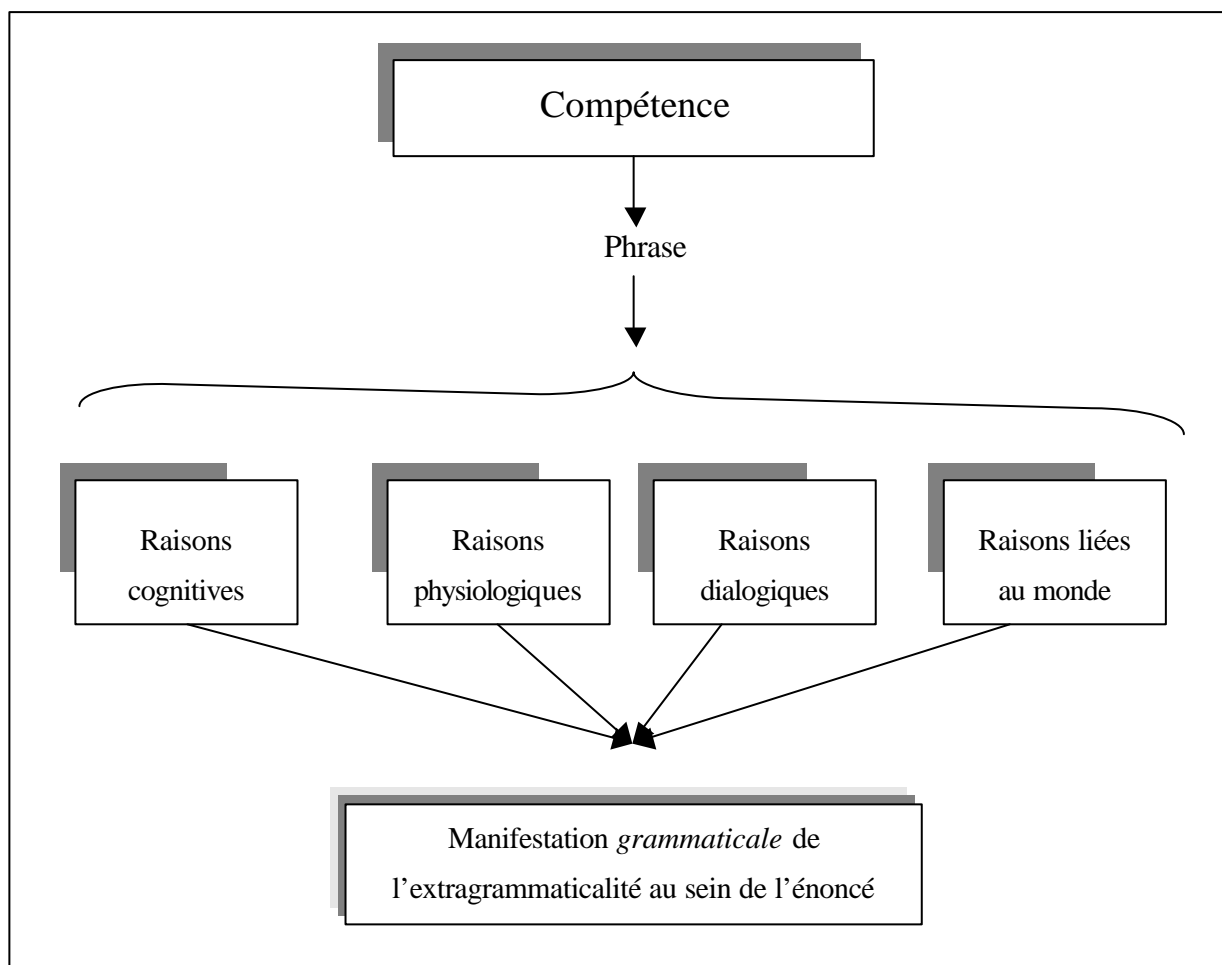 Compétence
Phrase
Raisons
cognitives
Raisons
physiologiques
Raisons
dialogiques
Raisons liées
au monde
Manifestation grammaticale de
l’extragrammaticalité au sein de l’énoncé